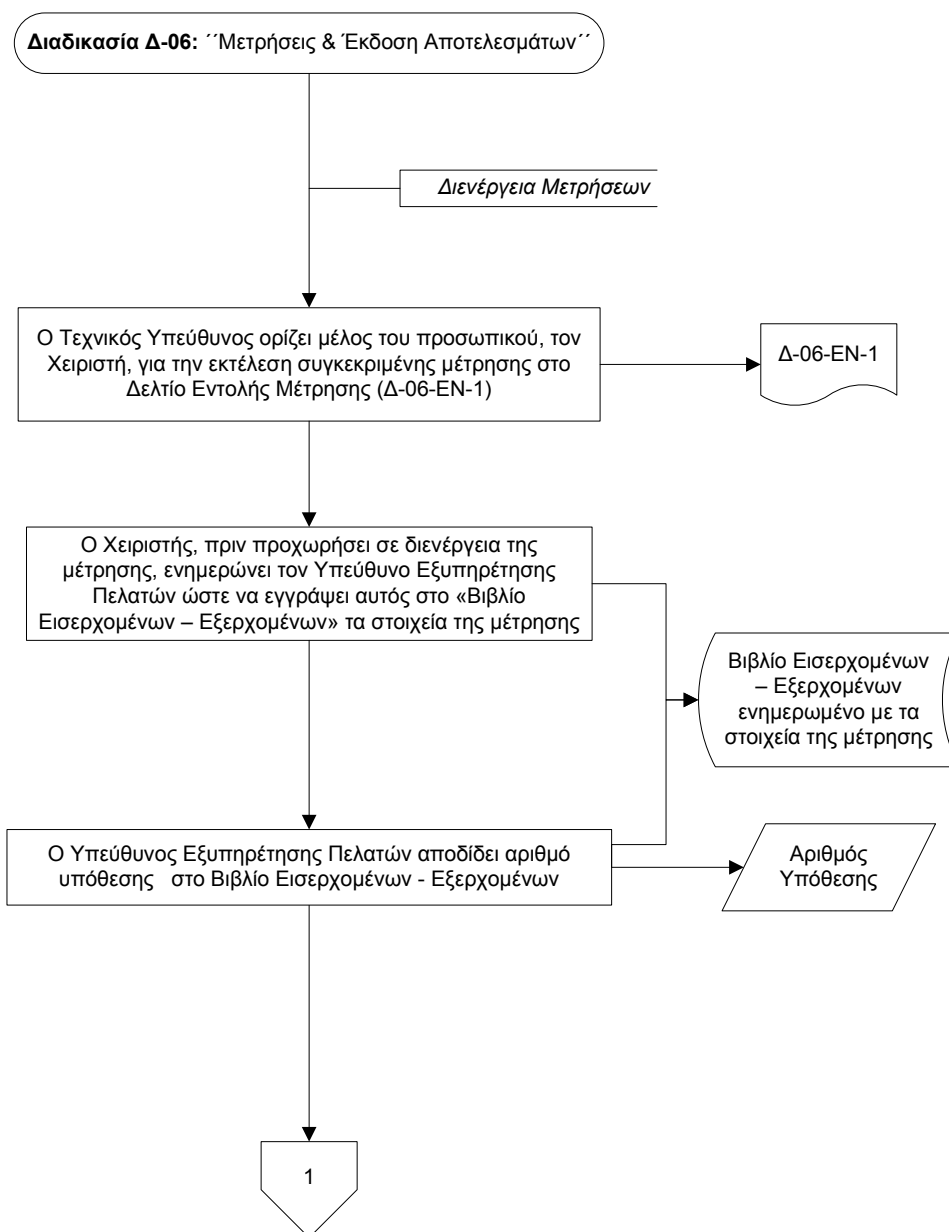 Διαδικασία Δ-06: ΄΄Μετρήσεις & Έκδοση Αποτελεσμάτων΄΄
Διενέργεια Μετρήσεων
Ο Τεχνικός Υπεύθυνος ορίζει μέλος του προσωπικού, τον
Χειριστή, για την εκτέλεση συγκεκριμένης μέτρησης στο
Δελτίο Εντολής Μέτρησης (Δ-06-ΕΝ-1)
Δ-06-ΕΝ-1
Ο Χειριστής, πριν προχωρήσει σε διενέργεια της
μέτρησης, ενημερώνει τον Υπεύθυνο Εξυπηρέτησης
Πελατών ώστε να εγγράψει αυτός στο «Βιβλίο
Εισερχομένων – Εξερχομένων» τα στοιχεία της μέτρησης
Βιβλίο Εισερχομένων
– Εξερχομένων
ενημερωμένο με τα
στοιχεία της μέτρησης
Ο Υπεύθυνος Εξυπηρέτησης Πελατών αποδίδει αριθμό
υπόθεσης   στο Βιβλίο Εισερχομένων - Εξερχομένων
Αριθμός
Υπόθεσης
1